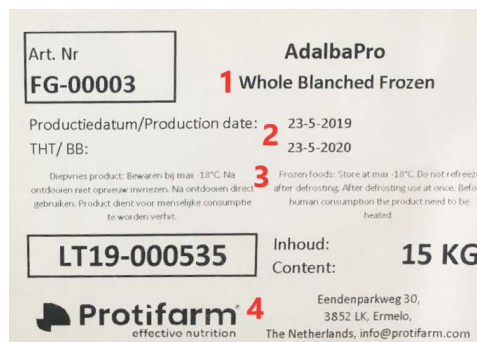 Art. Nr
FG-00003
AdalbaPro
1 Whole Blanched Frozen
Productiedatum/Production date: 23-5-2019
2
THT/ BB: 23-5-2020
3
Diepvries product: Bewaren bij max -18°C. Na
ontdooien niet opnieuw invriezen. Na ontdooien direct
gebruiken. Product dient voor menselijke consumptie
te worden verhit.
Frozen foods: Store at max -18°C. Do not refreeze
after defrosting. After defrosting use at once. Befo
human consumption the product need to be
heated
LT19-000535
Inhoud:
Content:
15 KG
Protifarm
effective nutrition
4
Eendenparkweg 30,
3852 LK, Ermelo,
The Netherlands, info@protifarm.com